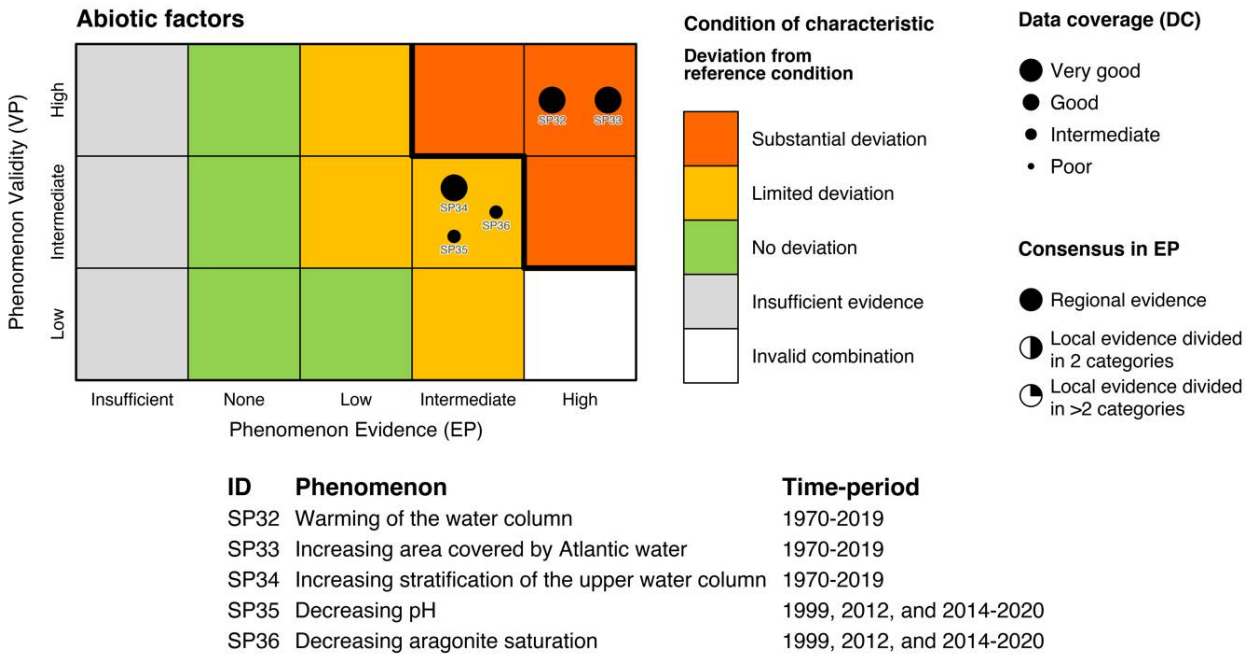 Abiotic factors
Phenomenon Validity (VP)
High
Intermediate
Low
SP32
SP33
SP34
SP36
SP35
Insufficient
None
Low
Intermediate
High
Phenomenon Evidence (EP)
Condition of characteristic
Deviation from
reference condition
Substantial deviation
Limited deviation
No deviation
Insufficient evidence
Invalid combination
Data coverage (DC)
Very good
Good
Intermediate
Poor
Consensus in EP
Regional evidence
Local evidence divided
in 2 categories
Local evidence divided
in >2 categories
ID Phenomenon Time-period
SP32 Warming of the water column 1970-2019
SP33 Increasing area covered by Atlantic water 1970-2019
SP34 Increasing stratification of the upper water column 1970-2019
SP35 Decreasing pH 1999, 2012, and 2014-2020
SP36 Decreasing aragonite saturation 1999, 2012, and 2014-2020